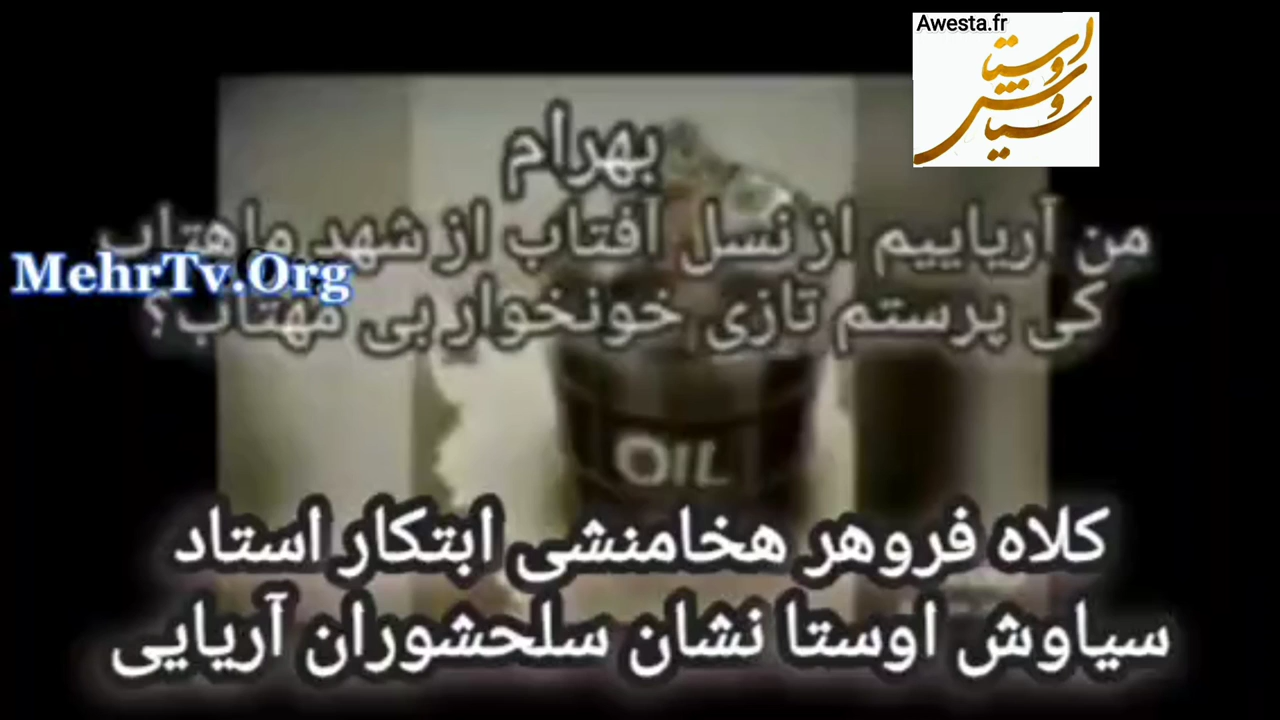 Awesta.fr
اوستا
سیاوش
بهرام
من آریاییم از نسل آفتاب از شهد ماهتاب
MehrTv.Org
کی پرستم تازی خونخوار بی مهتاب؟
OIL
کلاه فروهر هخامنشی ابتکار استاد
سیاوش اوستا نشان سلحشوران آریایی